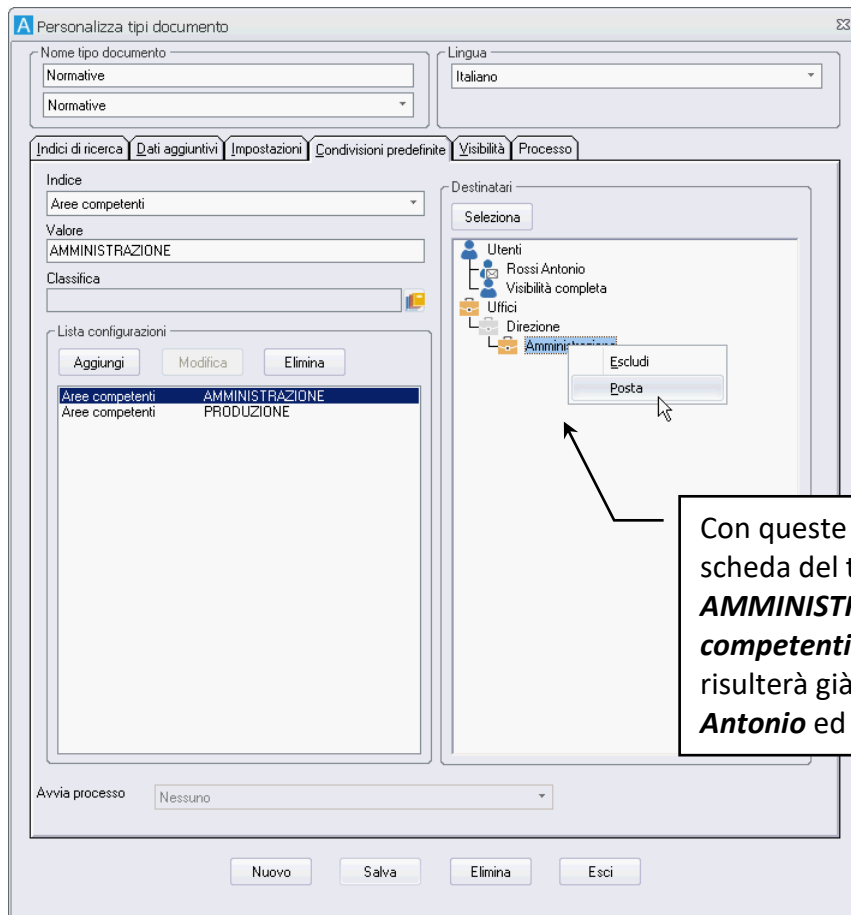 Personalizza tipi documento
Nome tipo documento
Normative
Normative
Lingua
Italiano
Indici di ricerca Dati aggiuntivi Impostazioni Condivisioni predefinite Visibilità Processo
Indice
Aree competenti
Valore
AMMINISTRAZIONE
Classifica
Lista configurazioni
Aggiungi Modifica Elimina
Aree competenti AMMINISTRAZIONE
Aree competenti PRODUZIONE
Destinatari
Seleziona
Utenti
Rossi Antonio
Visibilità completa
Uffici
Direzione
Amministrazione
Escludi
Posta
Con queste
scheda del t
AMMINISTR
competenti
risulterà già
Antonio ed
Avvia processo Nessuno
Nuovo Salva Elimina Esci